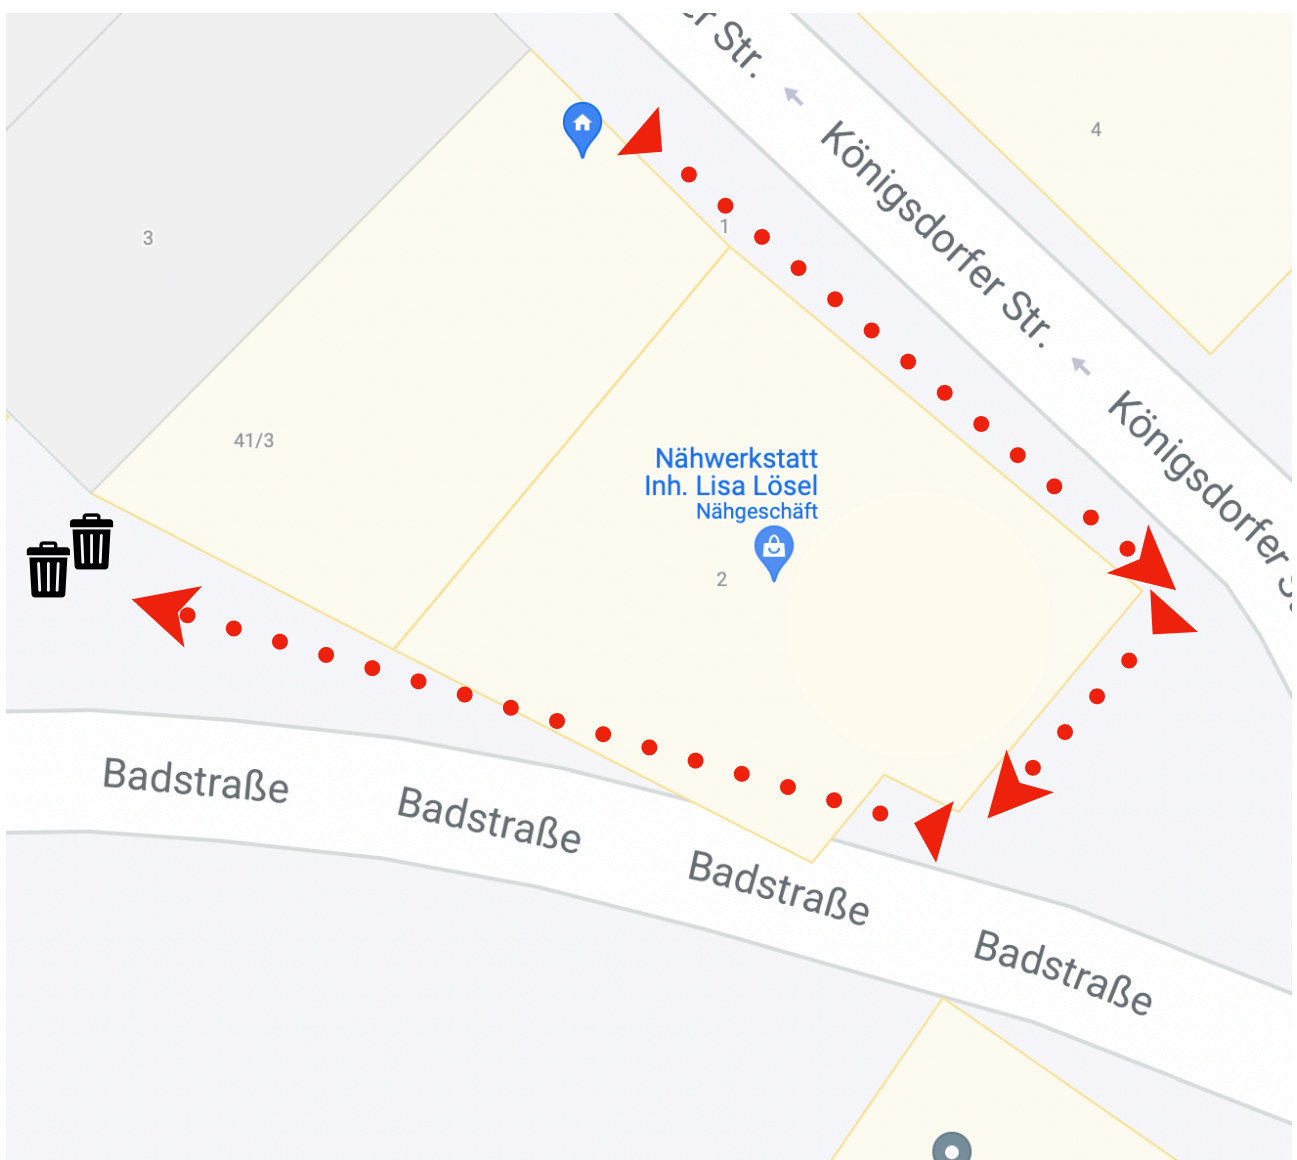 er Str.
Königsdorfer Str.
4
3
1
Königsdorfer
41/3
Nähwerkstatt
Inh. Lisa Lösel
Nähgeschäft
2
Badstraße
Badstraße
Badstraße
Badstraße